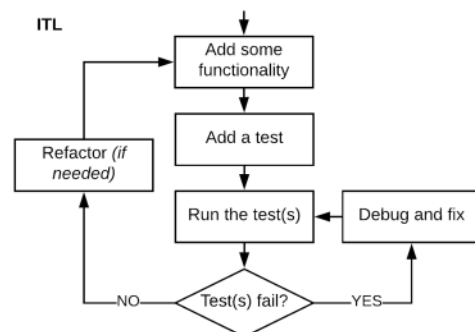 ITL
Add some
functionality
Add a test
Refactor (if
needed)
Run the test(s)
Debug and fix
NO
Test(s) fail?
YES